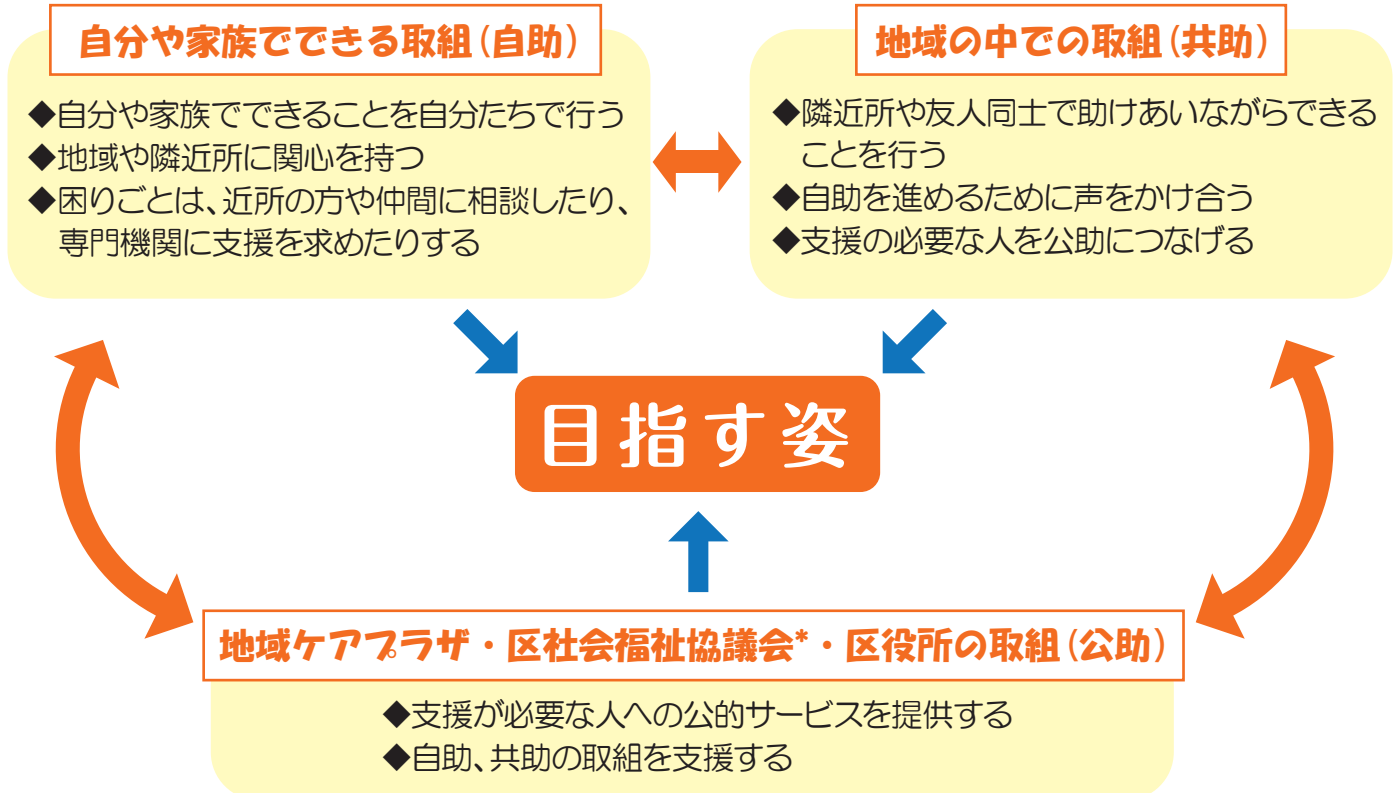 自分や家族でできる取組(自助)
◆自分や家族でできることを自分たちで行う
◆地域や隣近所に関心を持つ
◆困りごとは、近所の方や仲間に相談したり、
専門機関に支援を求めたりする
地域の中での取組(共助)
◆隣近所や友人同士で助けあいながらできる
ことを行う
◆自助を進めるために声をかけ合う
◆支援の必要な人を公助につなげる
目指す姿
地域ケアプラザ・区社会福祉協議会*・区役所の取組(公助)
◆支援が必要な人への公的サービスを提供する
◆自助、共助の取組を支援する